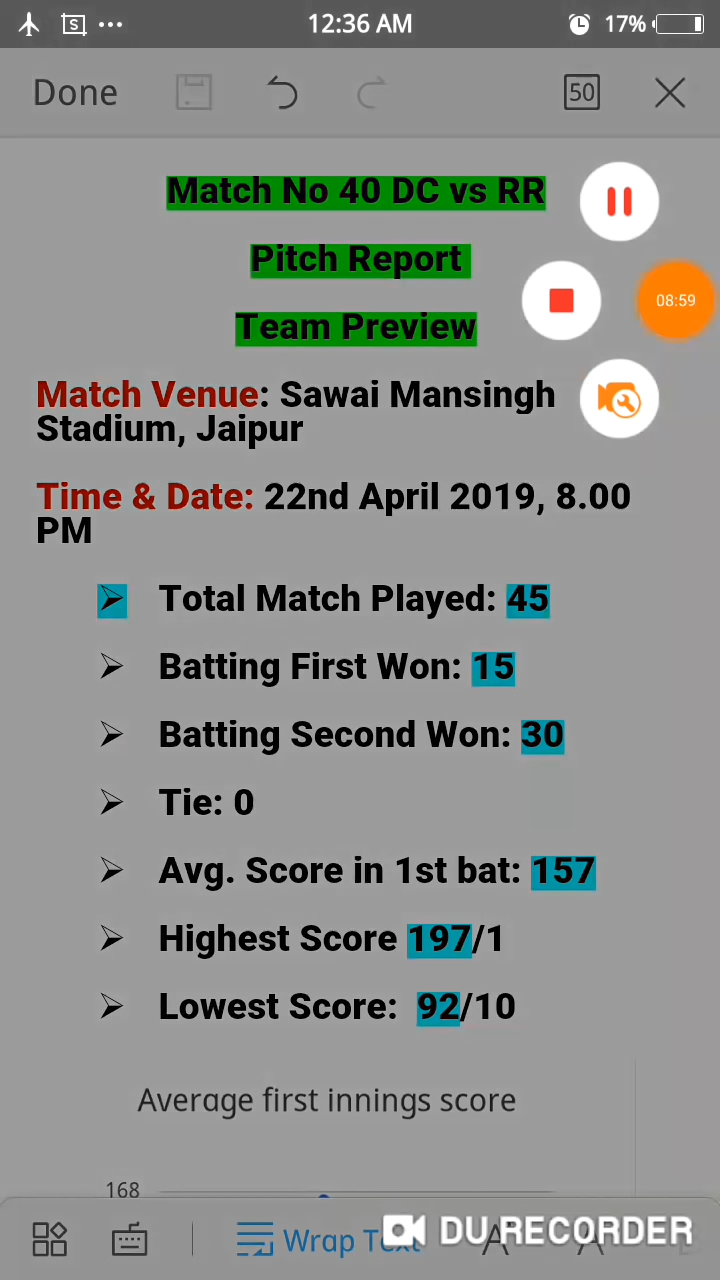 12:36 AM
17%
Done
50
Match No 40 DC vs RR
Pitch Report
08:59
Team Preview
Match Venue: Sawai Mansingh
Stadium, Jaipur
Time & Date: 22nd April 2019, 8.00
PM
➢ Total Match Played: 45
➢ Batting First Won: 15
➢ Batting Second Won: 30
➢ Tie: 0
➢ Avg. Score in 1st bat: 157
➢ Highest Score 197/1
➢ Lowest Score: 92/10
Average first innings score
168
Wrap Text
DU RECORDER